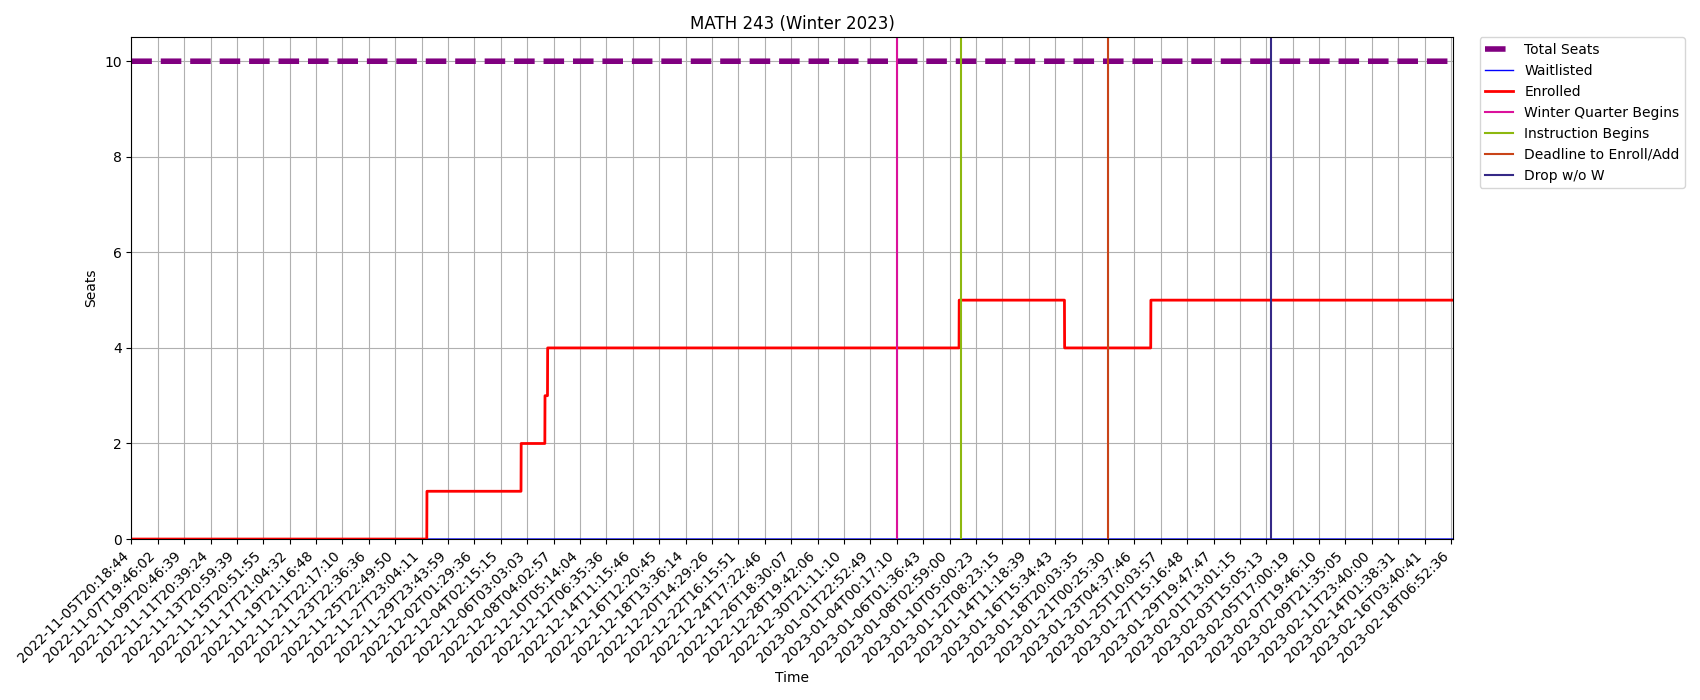 MATH 243 (Winter 2023)
Seats
10
8
6
4
2
0
2022-11-05T20:18:44
2022-11-07T19:46:02
2022-11-09T20:46:39
2022-11-11T20:39:24
2022-11-13T20:59:39
2022-11-15T20:51:55
2022-11-17T21:04:32
2022-11-19T21:16:48
2022-11-21T22:17:10
2022-11-23T22:36:36
2022-11-25T22:49:50
2022-11-27T23:04:11
2022-11-29T23:43:59
2022-12-04T01:29:36
2022-12-04T02:15:15
2022-12-06T03:03:03
2022-12-08T04:02:57
2022-12-10T05:14:04
2022-12-12T06:35:36
2022-12-14T11:15:46
2022-12-16T12:20:45
2022-12-18T13:36:14
2022-12-20T14:29:26
2022-12-22T16:15:51
2022-12-24T17:22:46
2022-12-26T18:30:07
2022-12-28T19:42:06
2022-12-30T21:11:10
2023-01-01T22:52:49
2023-01-04T00:17:10
2023-01-06T01:36:43
2023-01-08T02:59:00
2023-01-10T05:00:23
2023-01-12T08:23:15
2023-01-14T11:18:39
2023-01-16T15:34:43
2023-01-18T20:03:35
2023-01-21T00:25:30
2023-01-23T04:37:46
2023-01-25T10:03:57
2023-01-27T15:16:48
2023-01-29T19:47:47
2023-02-01T13:01:15
2023-02-03T15:05:13
2023-02-05T17:00:19
2023-02-07T19:46:10
2023-02-09T21:35:05
2023-02-11T23:40:00
2023-02-14T01:38:31
2023-02-16T03:40:41
2023-02-18T06:52:36
Time
Total Seats
Waitlisted
Enrolled
Winter Quarter Begins
Instruction Begins
Deadline to Enroll/Add
Drop w/o W